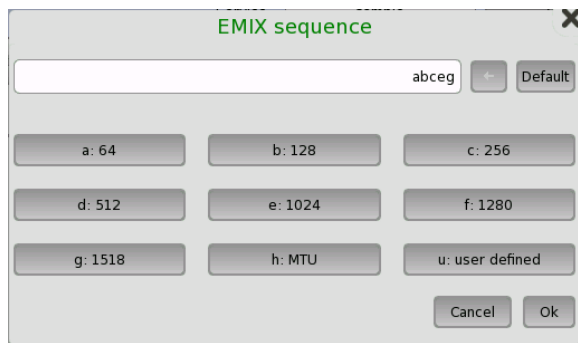 EMIX sequence
abceg ← Default
a: 64 b: 128 c: 256
d: 512 e: 1024 f: 1280
g: 1518 h: MTU u: user defined
Cancel Ok